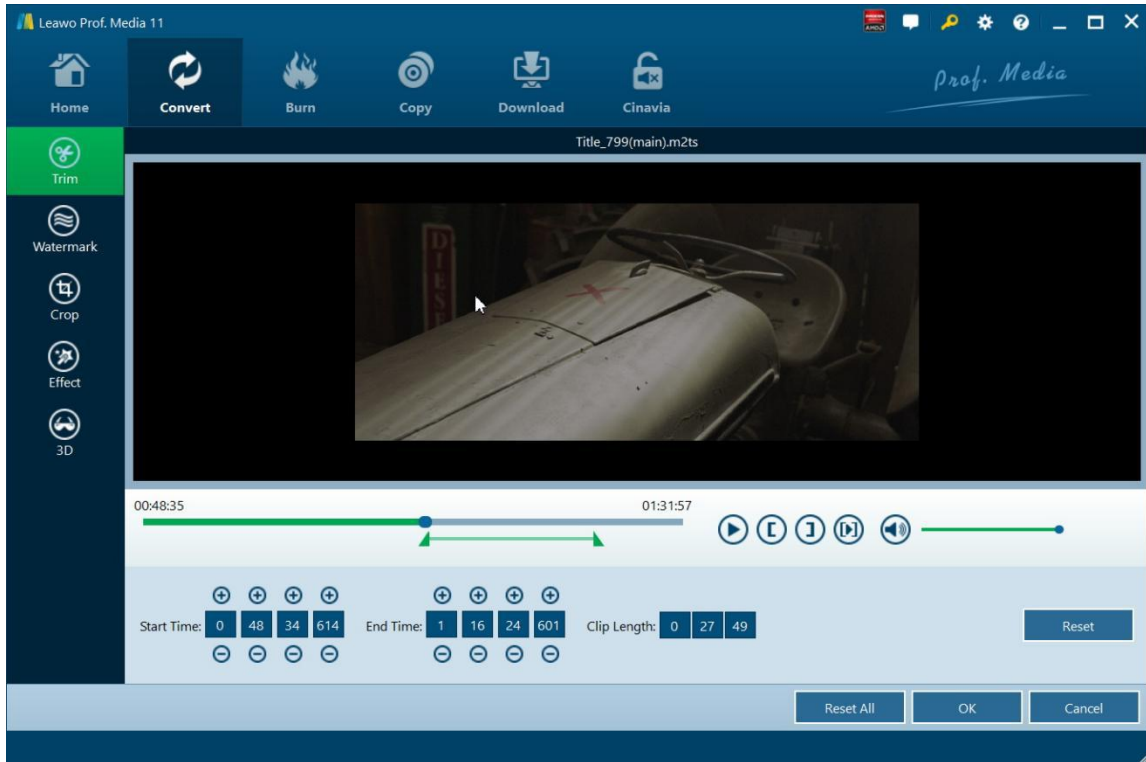 Leawo Prof. Media 11
Home Convert Burn Copy Download Cinavia
Prof. Media
Title_799(main).m2ts
Trim
Watermark
Crop
Effect
3D
DIESE
00:48:35 01:31:57
Start Time: 0 48 34 614 End Time: 1 16 24 601 Clip Length: 0 27 49
Reset
Reset All OK Cancel